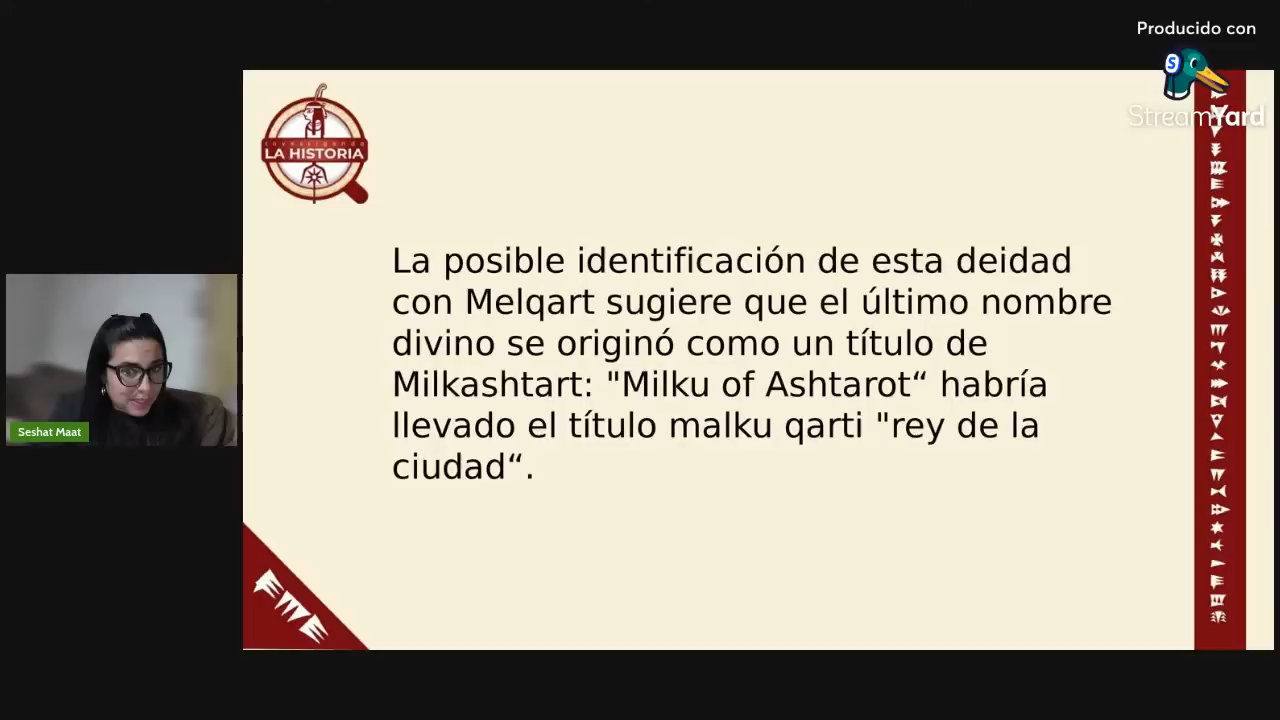 Producido con
StreamYard
LA HISTORIA
La posible identificación de esta deidad
con Melqart sugiere que el último nombre
divino se originó como un título de
Milkashtart: "Milku of Ashtarot“ habría
llevado el título malku qarti "rey de la
ciudad“.
Seshat Maat